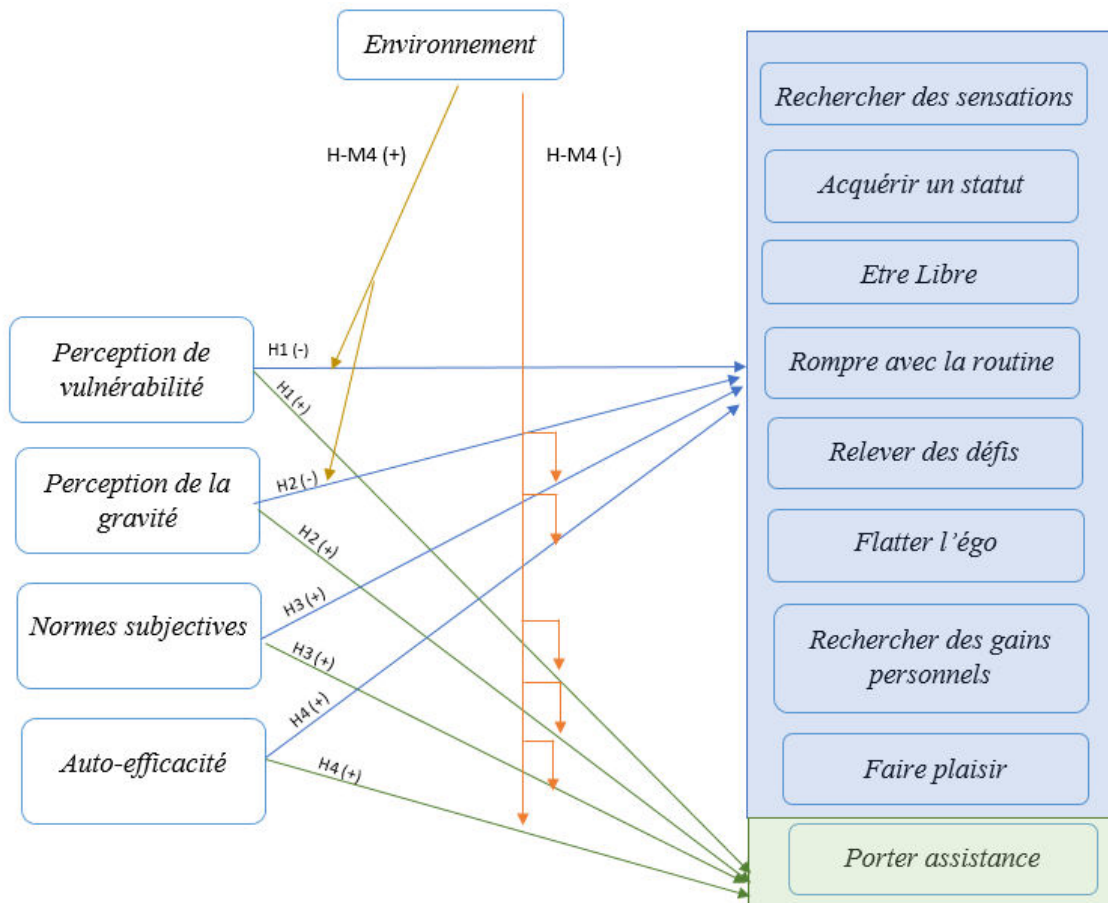 Environnement
H-M4 (+)
H-M4 (-)
Perception de
vulnérabilité
Perception de la
gravité
Normes subjectives
Auto-efficacité
H1 (-)
H1 (+)
H2 (-)
H2 (+)
H3 (+)
H3 (+)
H4 (+)
H4 (+)
Rechercher des sensations
Acquérir un statut
Etre Libre
Rompre avec la routine
Relever des défis
Flatter l’égo
Rechercher des gains
personnels
Faire plaisir
Porter assistance